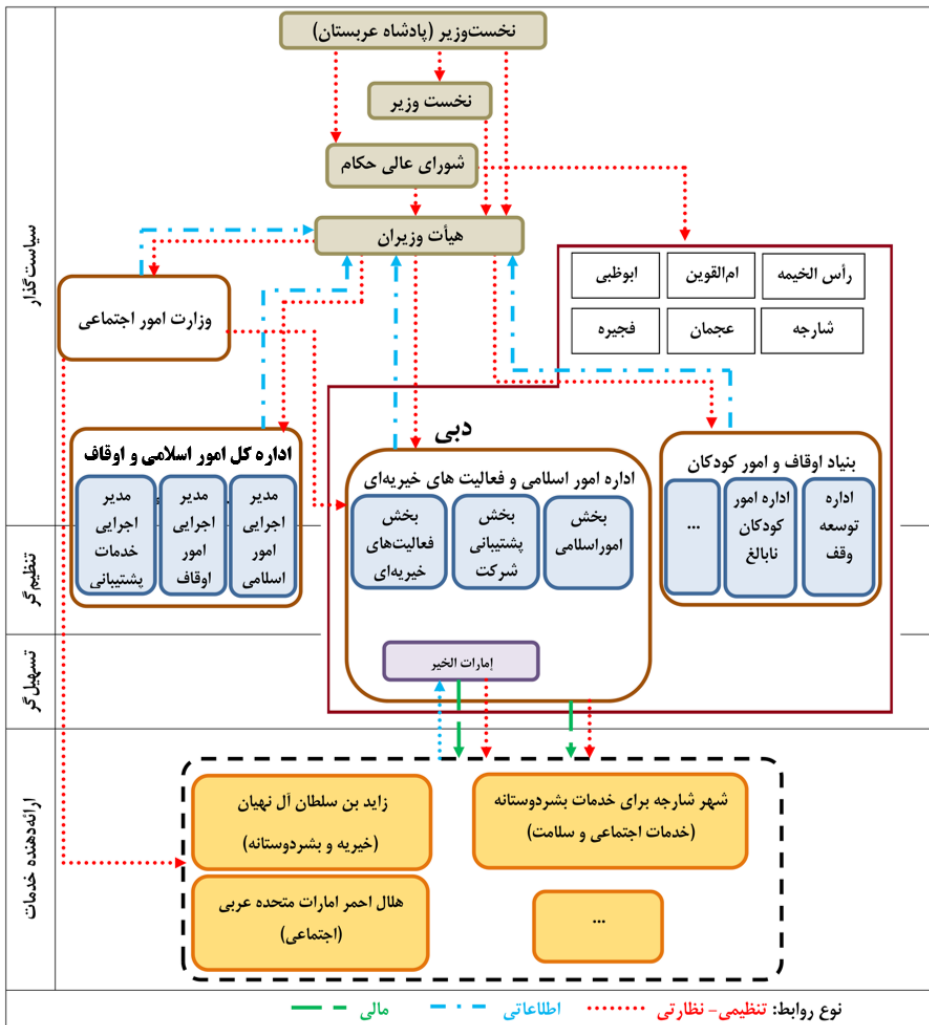 نخست‌وزیر (پادشاه عربستان)
نخست وزیر
شورای عالی حکام
هیأت وزیران
سیاست‌گذار
وزارت امور اجتماعی
رأس الخیمه
ام‌القوین
ابوظبی
شارجه
عجمان
فجیره
دبی
اداره کل امور اسلامی و اوقاف
مدیر
اجرایی
امور
اسلامی
مدیر
اجرایی
امور
اوقاف
مدیر
اجرایی
خدمات
پشتیبانی
اداره امور اسلامی و فعالیت های خیریه‌ای
بخش
اموراسلامی
بخش
پشتیبانی
شرکت
بخش
فعالیت‌های
خیریه‌ای
بنیاد اوقاف و امور کودکان
اداره
توسعه
وقف
اداره امور
کودکان
نابالغ
...
تنظیم‌گر
تسهیل‌گر
إمارات الخیر
ارائه‌دهنده خدمات
شهر شارجه برای خدمات بشردوستانه
(خدمات اجتماعی و سلامت)
زاید بن سلطان آل نهیان
(خیریه و بشردوستانه)
هلال احمر امارات متحده عربی
(اجتماعی)
...
نوع روابط: تنظیمی- نظارتی اطلاعاتی مالی